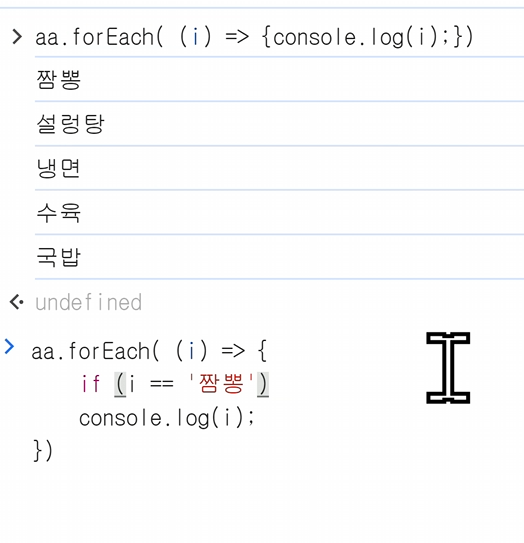 > aa.forEach( (i) => {console.log(i);})
짬뽕
설렁탕
냉면
수육
국밥
<· undefined
> aa.forEach( (i) => {
if (i == '짬뽕')
console.log(i);
})